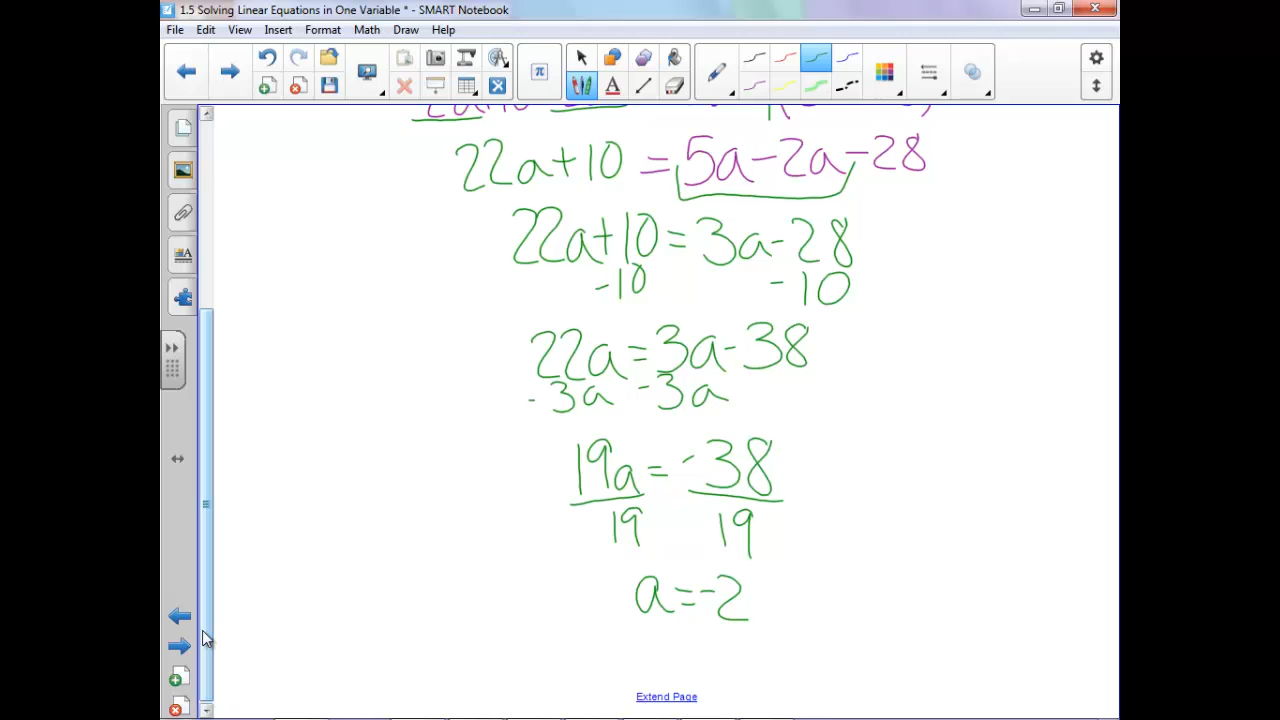 1.5 Solving Linear Equations in One Variable * - SMART Notebook
File Edit View Insert Format Math Draw Help
22a+10 = 5a-2a-28
22a+10 = 3a-28
-10 -10
22a = 3a-38
-3a -3a
19a = -38
19 19
a = -2
Extend Page